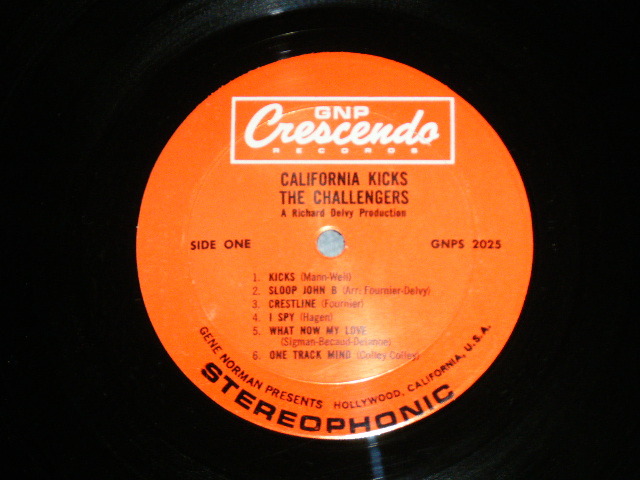 GNP
Crescendo
RECORDS
CALIFORNIA KICKS
THE CHALLENGERS
A Richard Delvy Production
SIDE ONE
GNPS 2025
1. KICKS (Mann-Weil)
2. SLOOP JOHN B (Arr: Fournier-Delvy)
3. CRESTLINE (Fournier)
4. I SPY (Hagen)
5. WHAT NOW MY LOVE
(Sigman-Becaud-Delanoe)
6. ONE TRACK MIND (Colley-Colley)
GENE NORMAN PRESENTS HOLLYWOOD, CALIFORNIA, U.S.A.
STEREOPHONIC